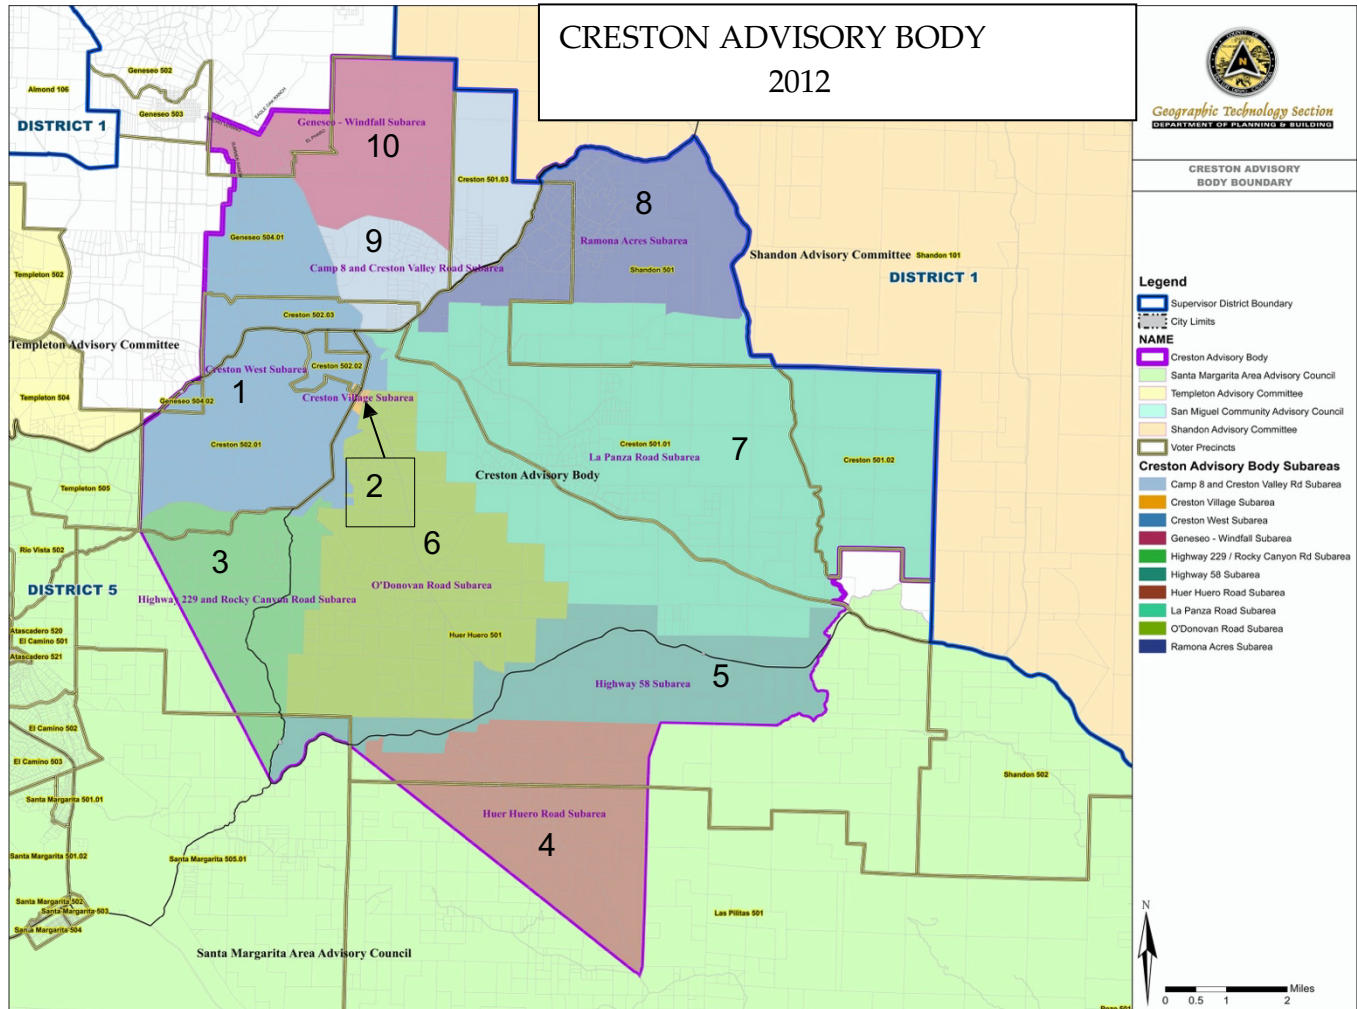 CRESTON ADVISORY BODY
2012
Geographic Technology Section
DEPARTMENT OF PLANNING & BUILDING
CRESTON ADVISORY
BODY BOUNDARY
Geneseo 502
Almond 106
Geneseo 503
DISTRICT 1
EAGLE OAK RANCH
EL PHARO
Geneseo - Windfall Subarea
10
Creston 501.03
8
Ramona Acres Subarea
Shandon 501
Shandon Advisory Committee
Shandon 101
DISTRICT 1
Geneseo 504.01
9
Camp 8 and Creston Valley Road Subarea
Templeton 502
Creston 502.03
Templeton Advisory Committee
Creston West Subarea
Creston 502.02
1
Creston Village Subarea
Templeton 504
Geneseo 504.02
Creston 502.01
Creston 501.01
7
La Panza Road Subarea
Creston 501.02
Creston Advisory Body
2
Templeton 505
Rio Vista 502
3
6
DISTRICT 5
O'Donovan Road Subarea
Highway 229 and Rocky Canyon Road Subarea
Atascadero 520
El Camino 501
Atascadero 521
Huer Huero 501
5
Highway 58 Subarea
El Camino 502
El Camino 503
Shandon 502
Santa Margarita 501.01
Huer Huero Road Subarea
4
Santa Margarita 501.02
Santa Margarita 505.01
Santa Margarita 502
Santa Margarita 503
Santa Margarita 504
Las Pilitas 501
Santa Margarita Area Advisory Council
Legend
Supervisor District Boundary
City Limits
NAME
Creston Advisory Body
Santa Margarita Area Advisory Council
Templeton Advisory Committee
San Miguel Community Advisory Council
Shandon Advisory Committee
Voter Precincts
Creston Advisory Body Subareas
Camp 8 and Creston Valley Rd Subarea
Creston Village Subarea
Creston West Subarea
Geneseo - Windfall Subarea
Highway 229 / Rocky Canyon Rd Subarea
Highway 58 Subarea
Huer Huero Road Subarea
La Panza Road Subarea
O'Donovan Road Subarea
Ramona Acres Subarea
N
Miles
0 0.5 1 2